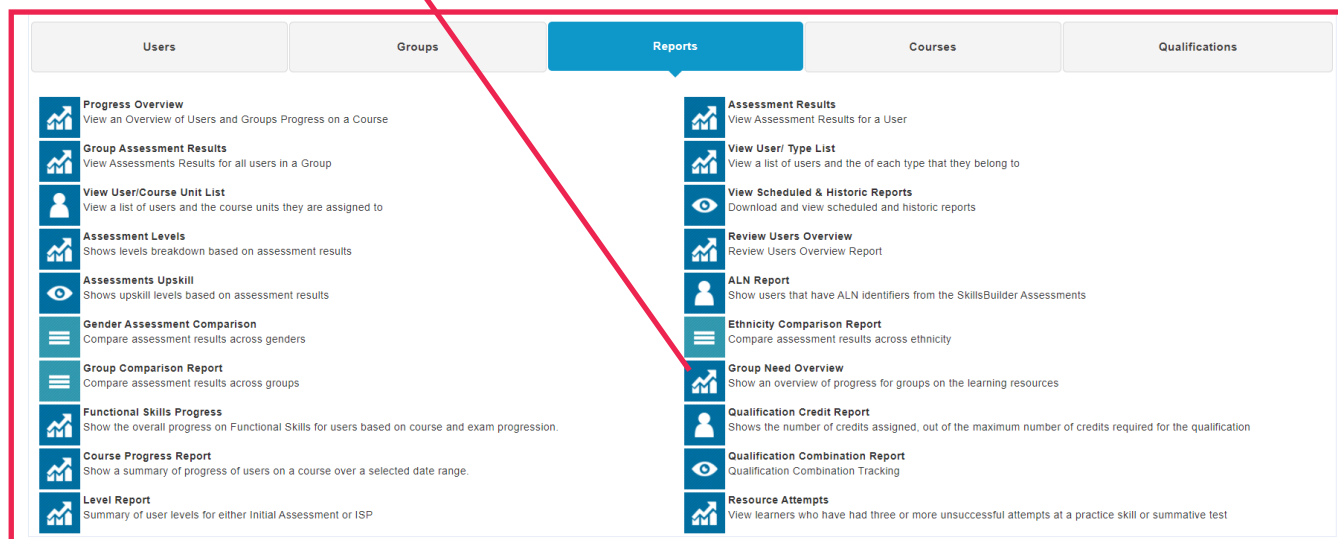 Users
Groups
Reports
Courses
Qualifications
Progress Overview
View an Overview of Users and Groups Progress on a Course
Group Assessment Results
View Assessments Results for all users in a Group
View User/Course Unit List
View a list of users and the course units they are assigned to
Assessment Levels
Shows levels breakdown based on assessment results
Assessments Upskill
Shows upskill levels based on assessment results
Gender Assessment Comparison
Compare assessment results across genders
Group Comparison Report
Compare assessment results across groups
Functional Skills Progress
Show the overall progress on Functional Skills for users based on course and exam progression.
Course Progress Report
Show a summary of progress of users on a course over a selected date range.
Level Report
Summary of user levels for either Initial Assessment or ISP
Assessment Results
View Assessment Results for a User
View User/ Type List
View a list of users and the of each type that they belong to
View Scheduled & Historic Reports
Download and view scheduled and historic reports
Review Users Overview
Review Users Overview Report
ALN Report
Show users that have ALN identifiers from the SkillsBuilder Assessments
Ethnicity Comparison Report
Compare assessment results across ethnicity
Group Need Overview
Show an overview of progress for groups on the learning resources
Qualification Credit Report
Shows the number of credits assigned, out of the maximum number of credits required for the qualification
Qualification Combination Report
Qualification Combination Tracking
Resource Attempts
View learners who have had three or more unsuccessful attempts at a practice skill or summative test